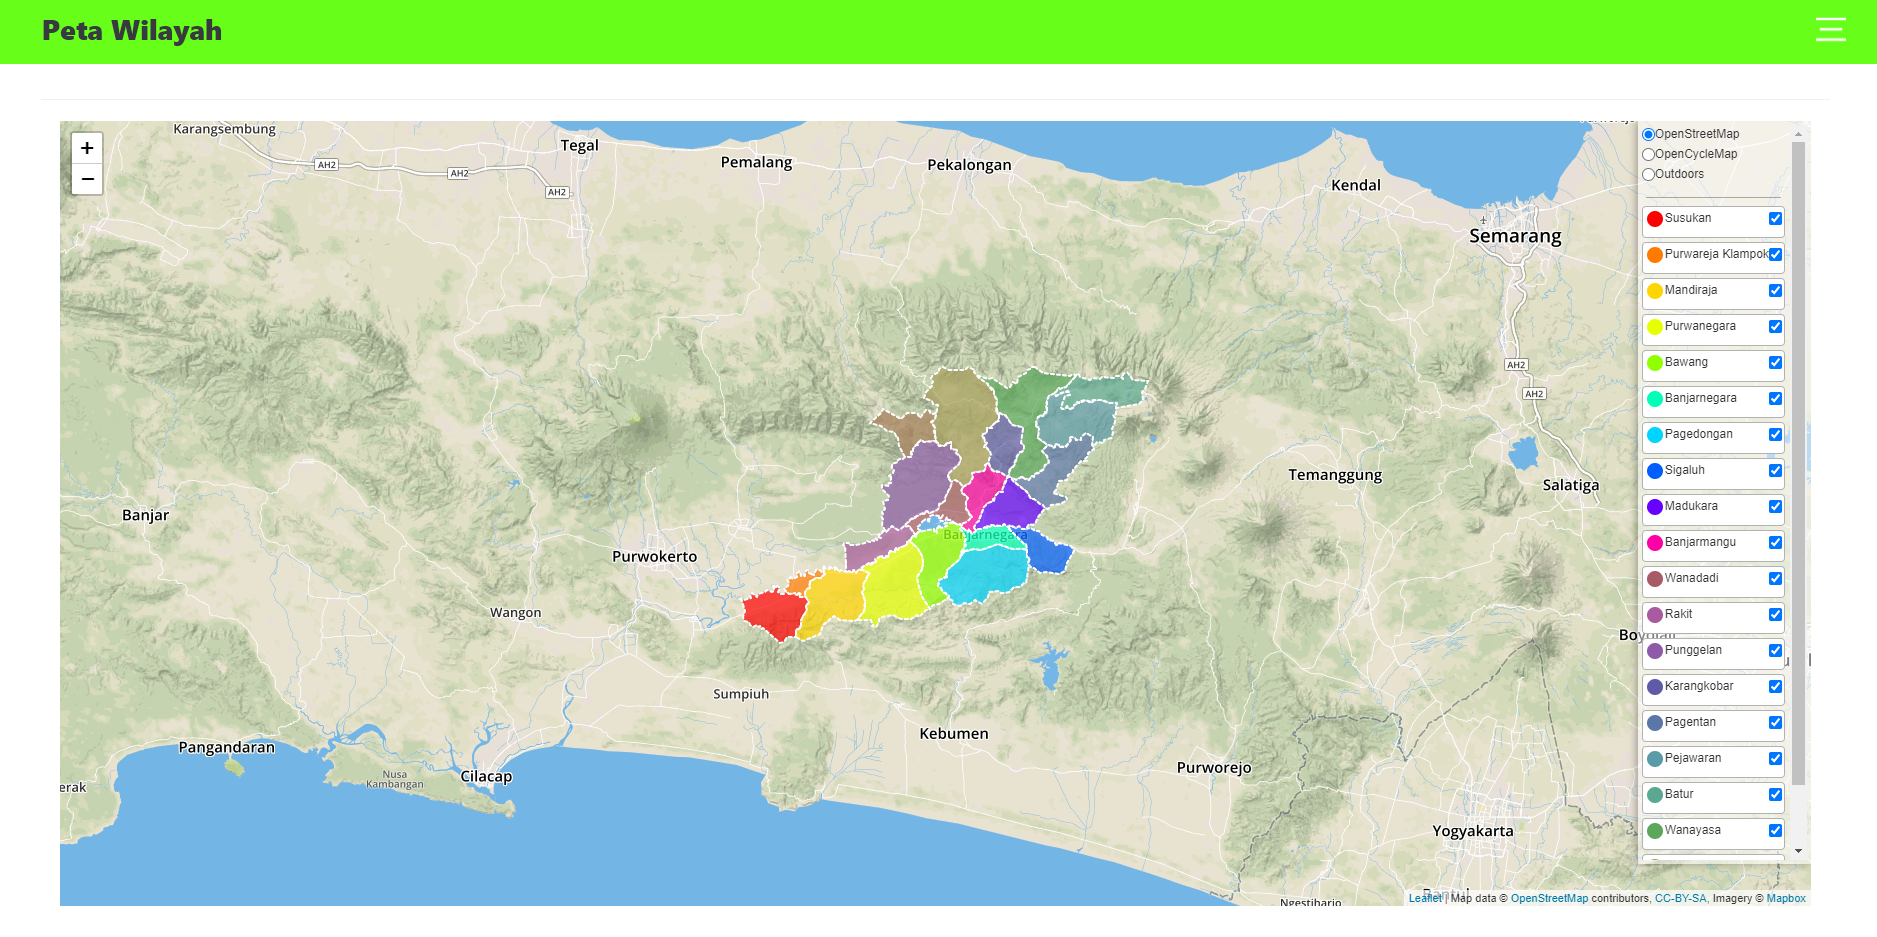 Peta Wilayah
+
−
Karangsembung
Tegal
Pemalang
Pekalongan
Kendal
Semarang
AH2
AH2
AH2
AH2
AH2
Banjar
Purwokerto
Banjarnegara
Temanggung
Salatiga
Wangon
Sumpiuh
Kebumen
Purworejo
Pangandaran
Nusa
Kambangan
Cilacap
erak
Yogyakarta
Bantul
Ngestiharjo
OpenStreetMap
OpenCycleMap
Outdoors
Susukan
Purwareja Klampok
Mandiraja
Purwanegara
Bawang
Banjarnegara
Pagedongan
Sigaluh
Madukara
Banjarmangu
Wanadadi
Rakit
Punggelan
Karangkobar
Pagentan
Pejawaran
Batur
Wanayasa
Leaflet | Map data © OpenStreetMap contributors, CC-BY-SA, Imagery © Mapbox